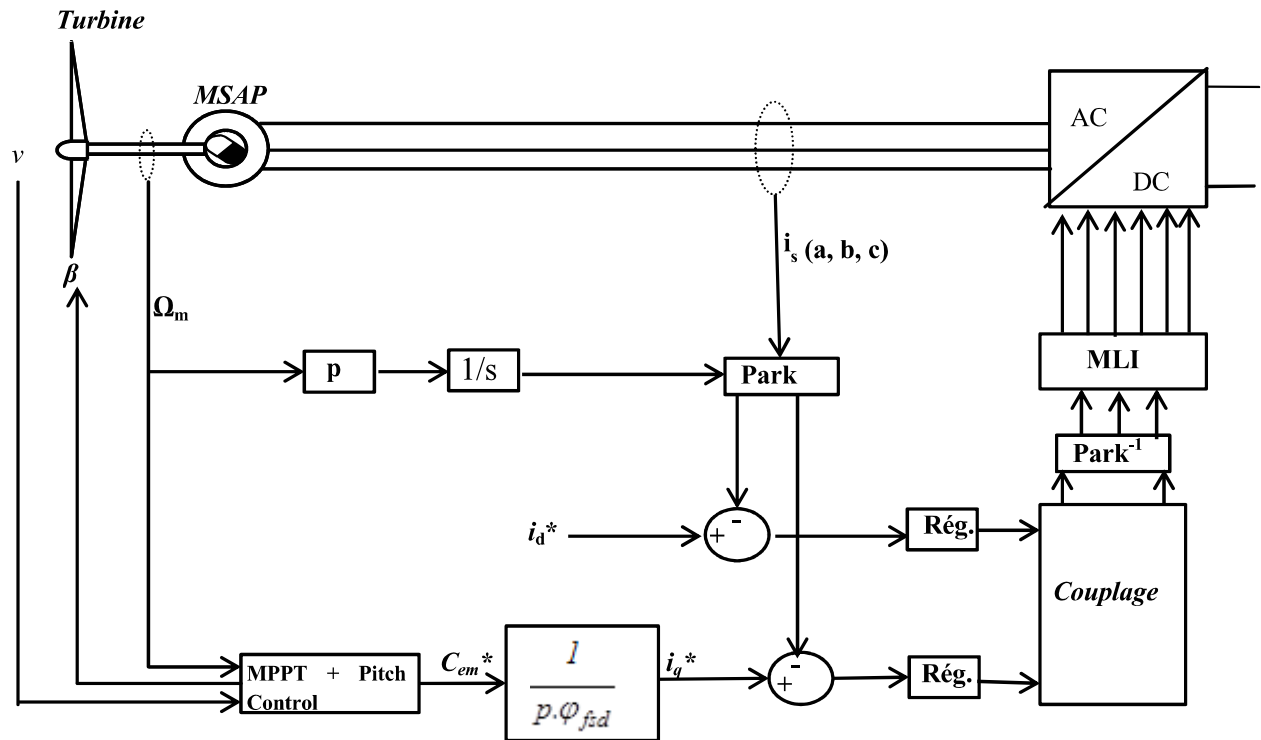 Turbine
MSAP
v
AC
DC
β
Ωm
is (a, b, c)
p
1/s
Park
MLI
Park-1
id*
+
-
Rég.
Couplage
MPPT + Pitch
Control
Cem*
1
p.φfsd
iq*
+
-
Rég.